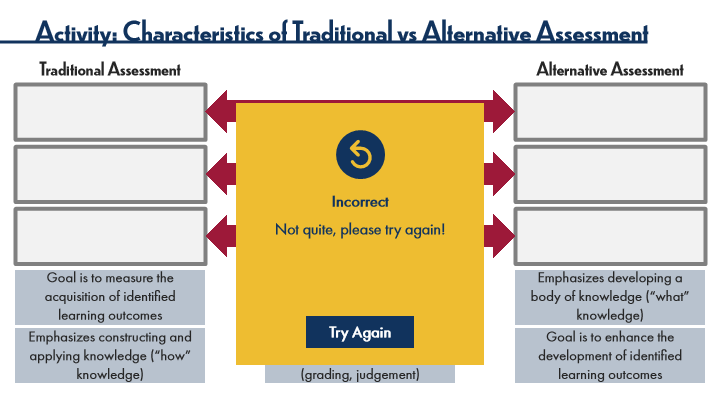 Activity: Characteristics of Traditional vs Alternative Assessment
Traditional Assessment
Alternative Assessment
Incorrect
Not quite, please try again!
Try Again
Goal is to measure the
acquisition of identified
learning outcomes
Emphasizes developing a
body of knowledge (“what”
knowledge)
Emphasizes constructing and
applying knowledge (“how”
knowledge)
(grading, judgement)
Goal is to enhance the
development of identified
learning outcomes